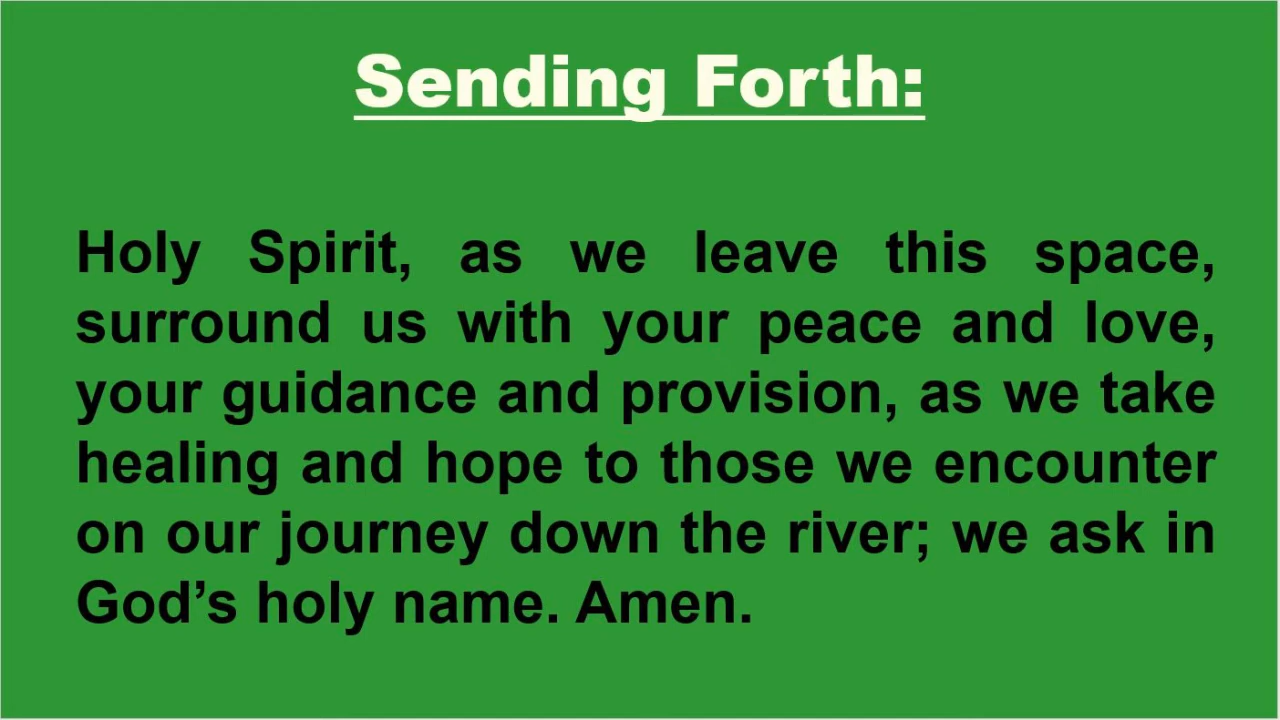 Sending Forth:
Holy Spirit, as we leave this space,
surround us with your peace and love,
your guidance and provision, as we take
healing and hope to those we encounter
on our journey down the river; we ask in
God’s holy name. Amen.